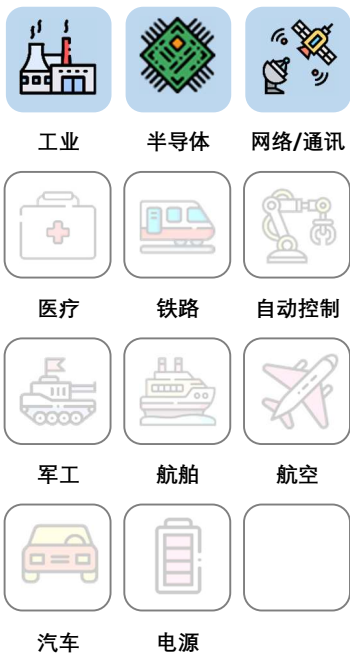 工业 半导体 网络/通讯
医疗 铁路 自动控制
军工 航舶 航空
汽车 电源